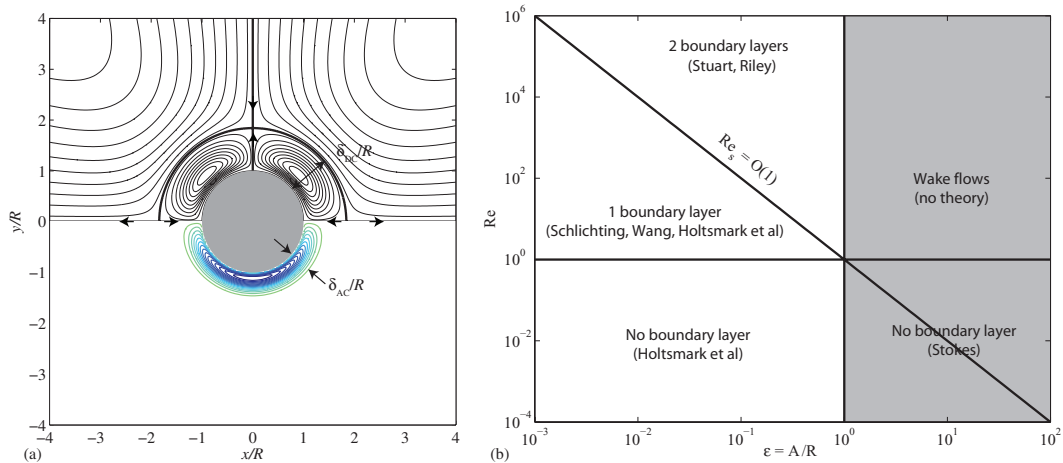 4
3
2
1
0
−1
−2
−3
−4
y/R
−4 −3 −2 −1 0 1 2 3 4
x/R
(a)
δDC/R
δAC/R
10^6
10^4
10^2
10^0
10^-2
10^-4
Re
2 boundary layers
(Stuart, Riley)
Re_s = O(1)
Wake flows
(no theory)
1 boundary layer
(Schlichting, Wang, Holtsmark et al)
No boundary layer
(Holtsmark et al)
No boundary layer
(Stokes)
10^-3 10^-2 10^-1 10^0 10^1 10^2
ε = A/R
(b)